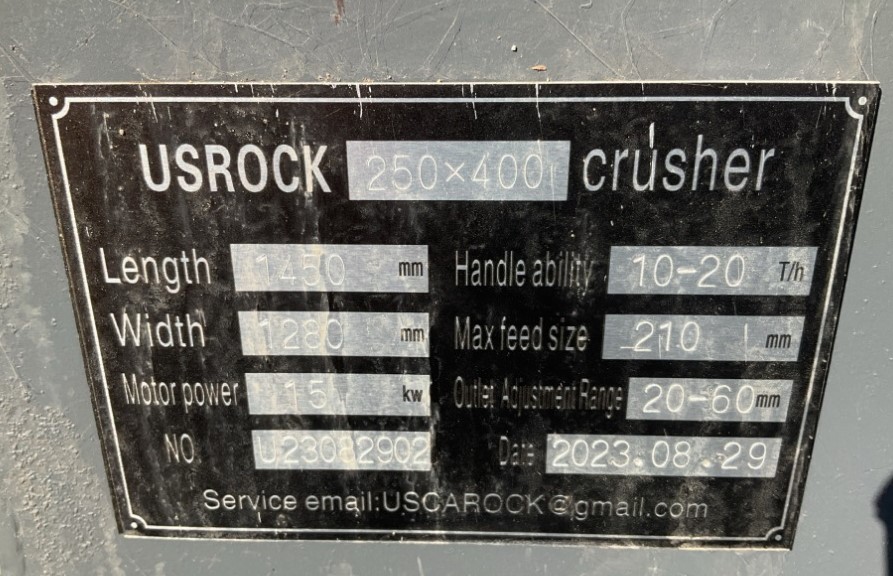 USROCK 250×400 crusher
Length 1450 mm Handle ability 10-20 T/h
Width 1280 mm Max feed size 210 mm
Motor power 15 kw Outlet Adjustment Range 20-60mm
NO. U23082902 Date 2023.08.29
Service email:USCAROCK@gmail.com